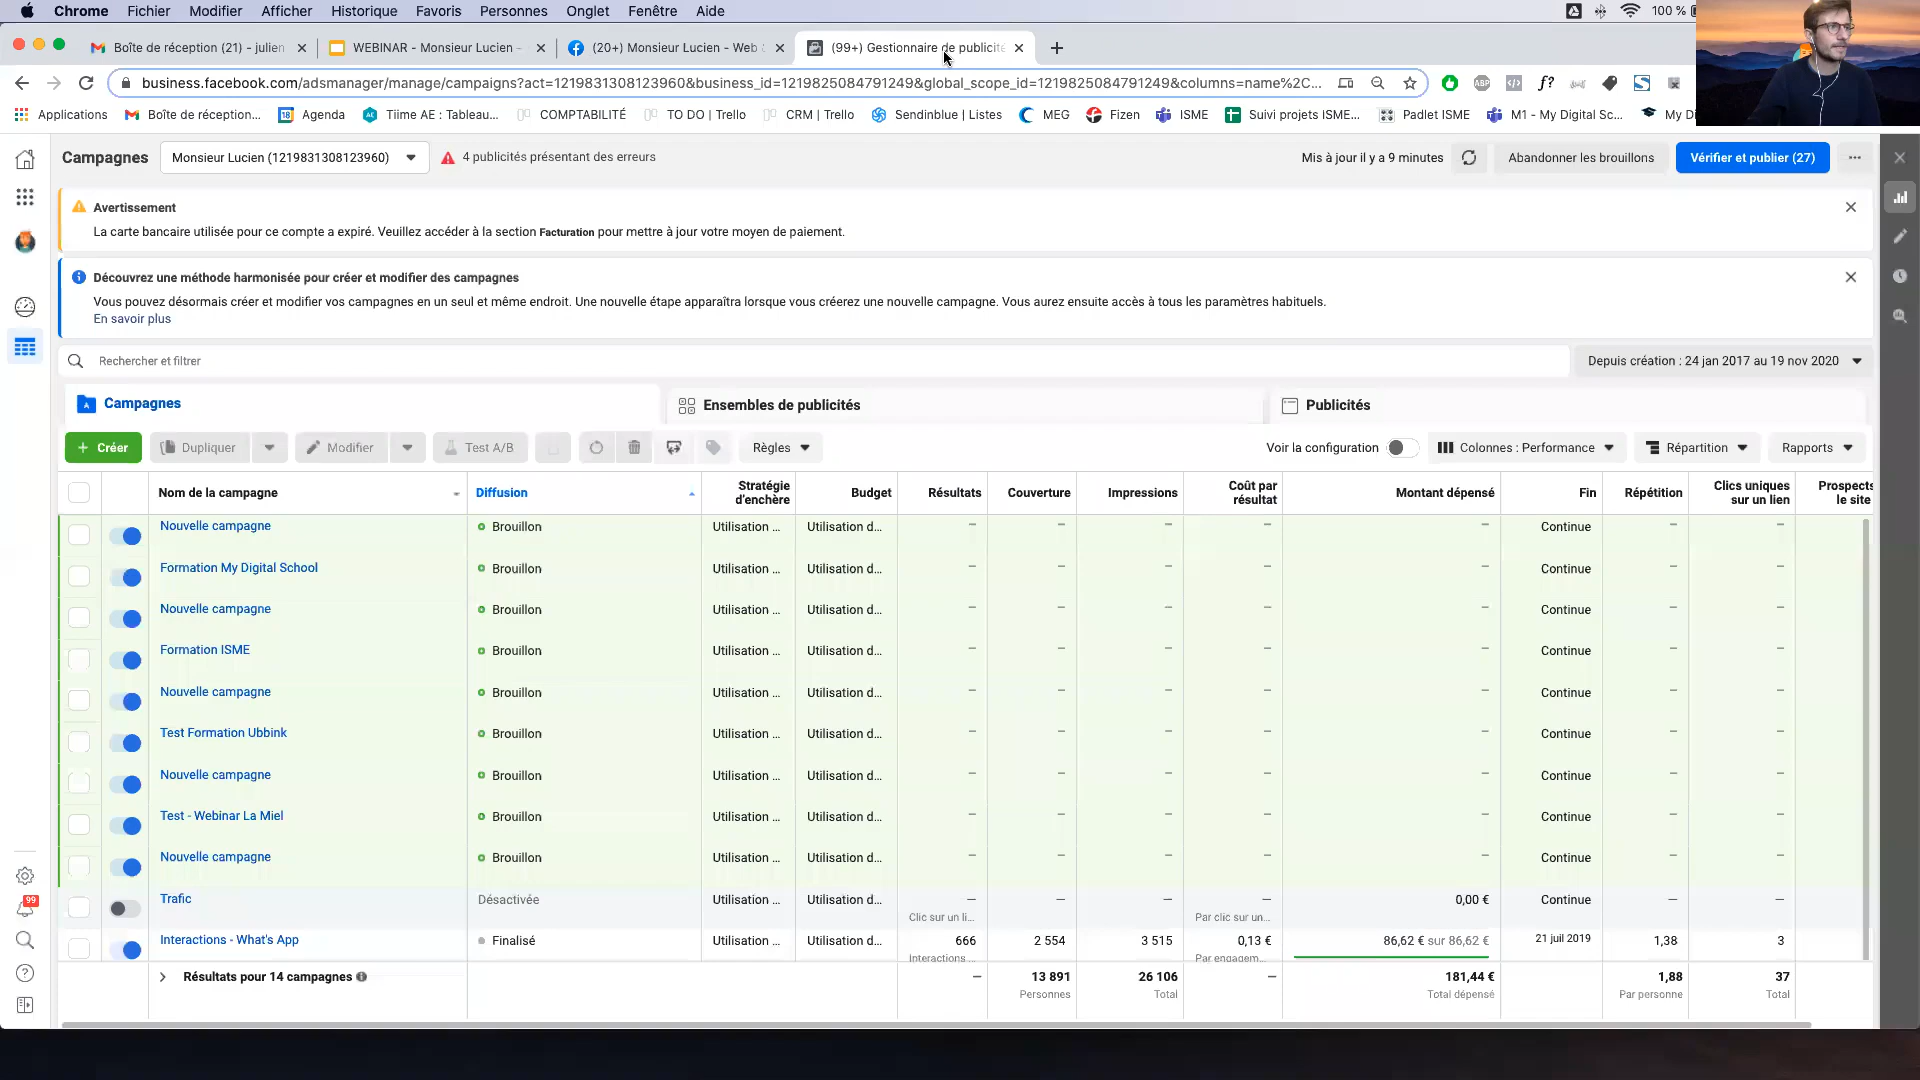 Chrome Fichier Modifier Afficher Historique Favoris Personnes Onglet Fenêtre Aide 100 %
Boîte de réception (21) - julien
WEBINAR - Monsieur Lucien -
(20+) Monsieur Lucien - Web
(99+) Gestionnaire de publicité
business.facebook.com/adsmanager/manage/campaigns?act=1219831308123960&business_id=1219825084791249&global_scope_id=1219825084791249&columns=name%2C...
Applications Boîte de réception... Agenda Tiime AE : Tableau... COMPTABILITÉ TO DO | Trello CRM | Trello Sendinblue | Listes MEG Fizen ISME Suivi projets ISME... Padlet ISME M1 - My Digital Sc... My Di
Campagnes
Monsieur Lucien (1219831308123960)
4 publicités présentant des erreurs
Mis à jour il y a 9 minutes
Abandonner les brouillons
Vérifier et publier (27)
Avertissement
La carte bancaire utilisée pour ce compte a expiré. Veuillez accéder à la section Facturation pour mettre à jour votre moyen de paiement.
Découvrez une méthode harmonisée pour créer et modifier des campagnes
Vous pouvez désormais créer et modifier vos campagnes en un seul et même endroit. Une nouvelle étape apparaîtra lorsque vous créerez une nouvelle campagne. Vous aurez ensuite accès à tous les paramètres habituels.
En savoir plus
Rechercher et filtrer
Depuis création : 24 jan 2017 au 19 nov 2020
Campagnes
Ensembles de publicités
Publicités
+ Créer
Dupliquer
Modifier
Test A/B
Règles
Voir la configuration
Colonnes : Performance
Répartition
Rapports
Nom de la campagne Diffusion Stratégie d'enchère Budget Résultats Couverture Impressions Coût par résultat Montant dépensé Fin Répétition Clics uniques sur un lien Prospects le site
Nouvelle campagne Brouillon Utilisation ... Utilisation d... — — — — — Continue — —
Formation My Digital School Brouillon Utilisation ... Utilisation d... — — — — — Continue — —
Nouvelle campagne Brouillon Utilisation ... Utilisation d... — — — — — Continue — —
Formation ISME Brouillon Utilisation ... Utilisation d... — — — — — Continue — —
Nouvelle campagne Brouillon Utilisation ... Utilisation d... — — — — — Continue — —
Test Formation Ubbink Brouillon Utilisation ... Utilisation d... — — — — — Continue — —
Nouvelle campagne Brouillon Utilisation ... Utilisation d... — — — — — Continue — —
Test - Webinar La Miel Brouillon Utilisation ... Utilisation d... — — — — — Continue — —
Nouvelle campagne Brouillon Utilisation ... Utilisation d... — — — — — Continue — —
Trafic Désactivée Utilisation ... Utilisation d... — — — — 0,00 € Continue — —
Clic sur un li... Par clic sur un...
Interactions - What's App Finalisé Utilisation ... Utilisation d... 666 2 554 3 515 0,13 € 86,62 € sur 86,62 € 21 juil 2019 1,38 3
Interactions ... Par engagem...
99
Résultats pour 14 campagnes — 13 891 26 106 — 181,44 € 1,88 37
Personnes Total Total dépensé Par personne Total